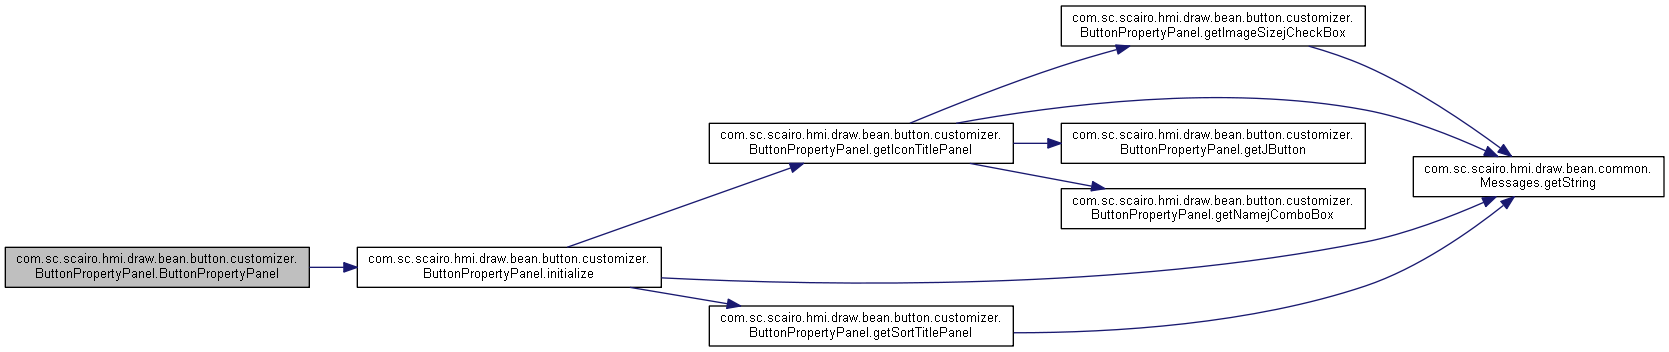 com.sc.scairo.hmi.draw.bean.button.customizer.
ButtonPropertyPanel.ButtonPropertyPanel
com.sc.scairo.hmi.draw.bean.button.customizer.
ButtonPropertyPanel.initialize
com.sc.scairo.hmi.draw.bean.button.customizer.
ButtonPropertyPanel.getIconTitlePanel
com.sc.scairo.hmi.draw.bean.button.customizer.
ButtonPropertyPanel.getSortTitlePanel
com.sc.scairo.hmi.draw.bean.button.customizer.
ButtonPropertyPanel.getImageSizejCheckBox
com.sc.scairo.hmi.draw.bean.button.customizer.
ButtonPropertyPanel.getJButton
com.sc.scairo.hmi.draw.bean.button.customizer.
ButtonPropertyPanel.getNamejComboBox
com.sc.scairo.hmi.draw.bean.common.
Messages.getString